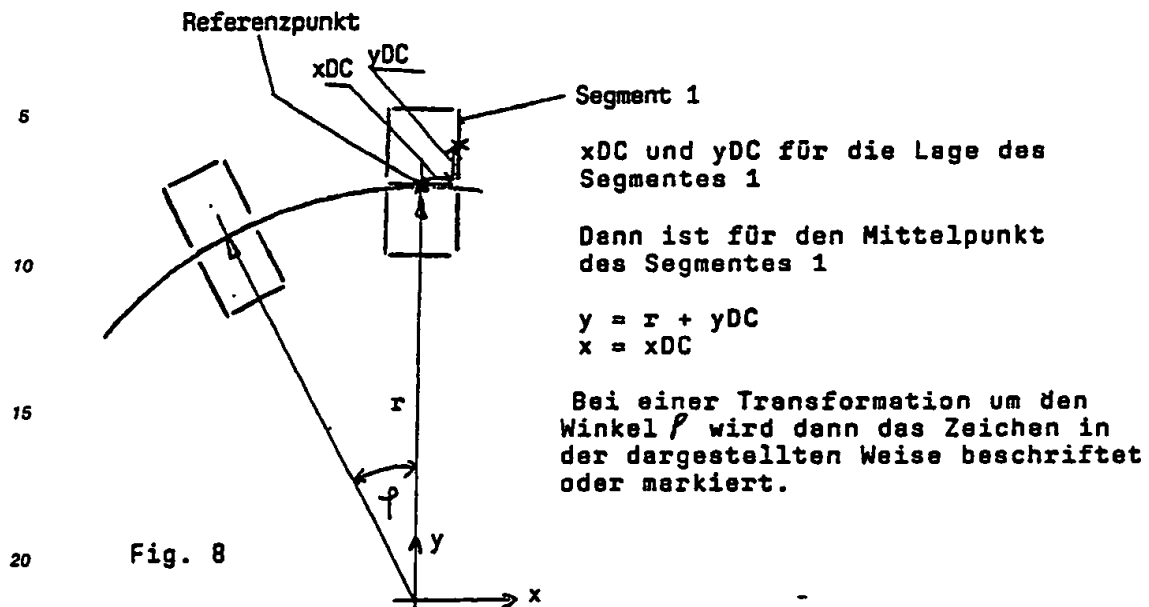 Referenzpunkt
yDC
xDC
5
Segment 1
xDC und yDC für die Lage des
Segmentes 1
Dann ist für den Mittelpunkt
10
des Segmentes 1
y = r + yDC
x = xDC
15
r
Bei einer Transformation um den
Winkel φ wird dann das Zeichen in
der dargestellten Weise beschriftet
oder markiert.
φ
20
Fig. 8
y
x